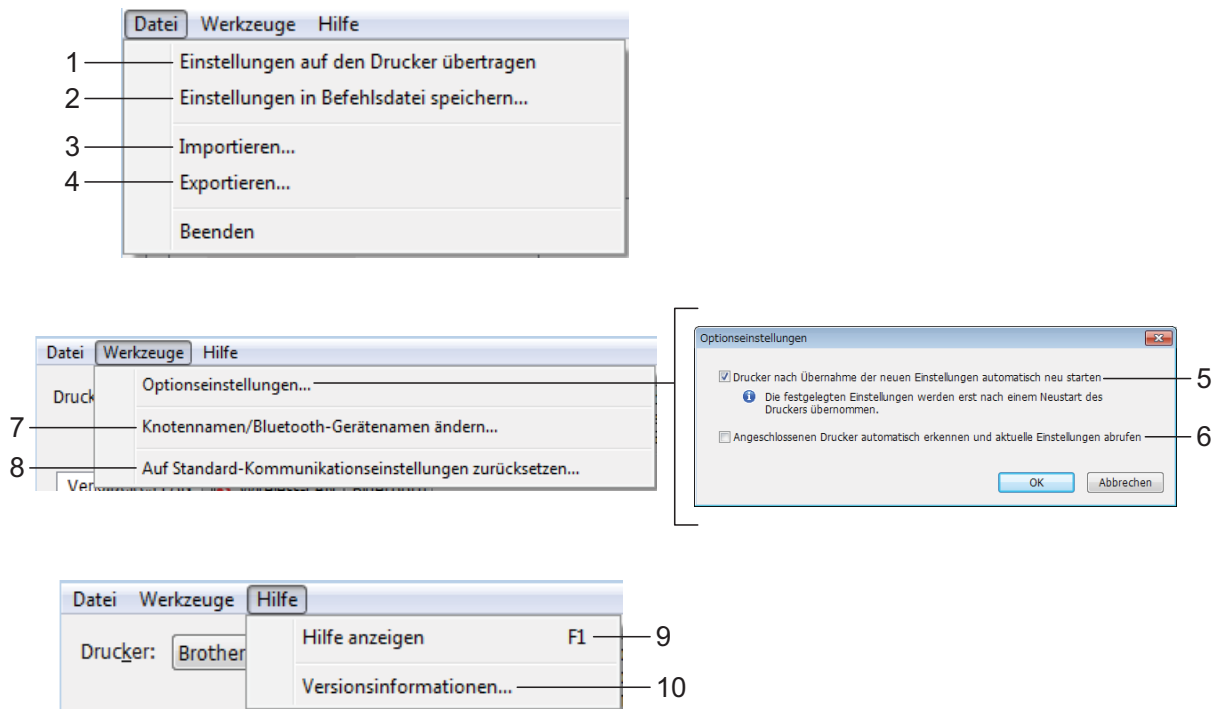 Datei Werkzeuge Hilfe
1 Einstellungen auf den Drucker übertragen
2 Einstellungen in Befehlsdatei speichern...
3 Importieren...
4 Exportieren...
Beenden
Datei Werkzeuge Hilfe
Druck
Optionseinstellungen...
7 Knotennamen/Bluetooth-Gerätenamen ändern...
8 Auf Standard-Kommunikationseinstellungen zurücksetzen...
Optionseinstellungen
Drucker nach Übernahme der neuen Einstellungen automatisch neu starten 5
Die festgelegten Einstellungen werden erst nach einem Neustart des
Druckers übernommen.
Angeschlossenen Drucker automatisch erkennen und aktuelle Einstellungen abrufen 6
OK Abbrechen
Datei Werkzeuge Hilfe
Drucker: Brother
Hilfe anzeigen F1 9
Versionsinformationen... 10